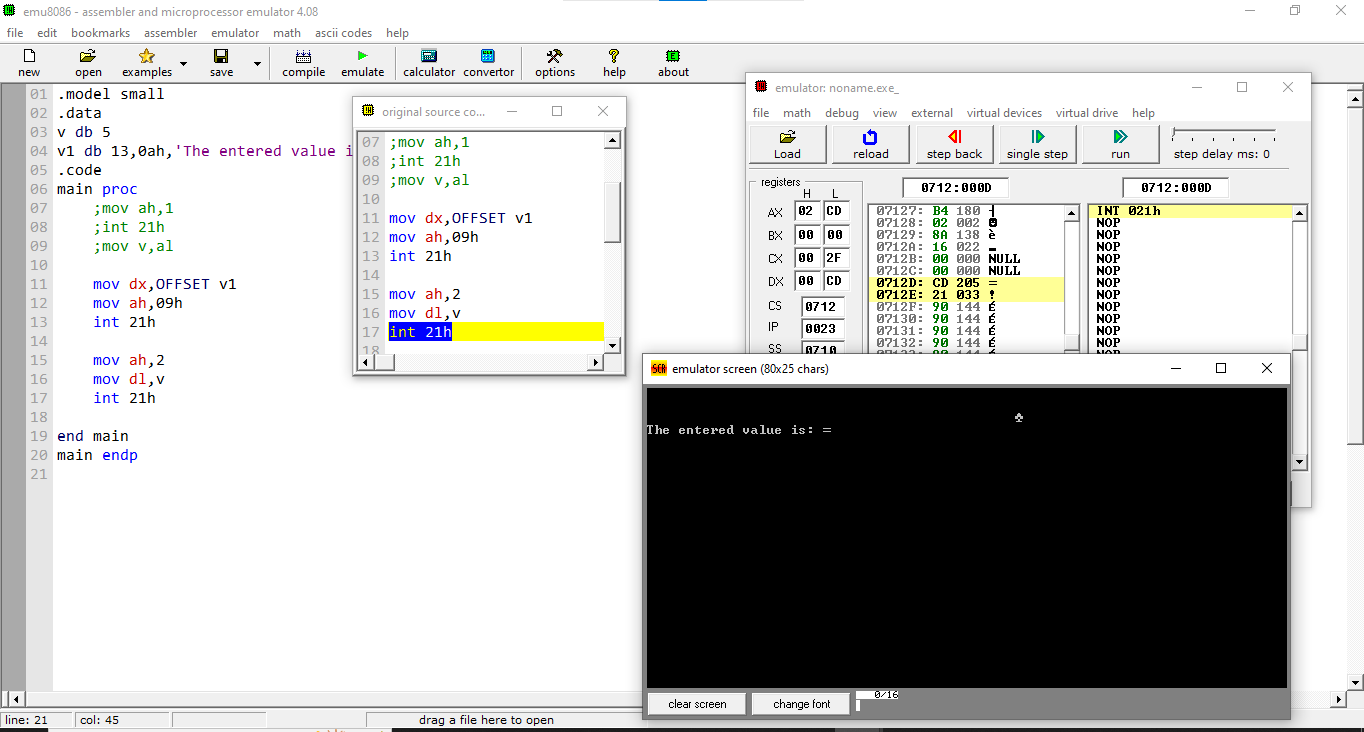 emu8086 - assembler and microprocessor emulator 4.08
file edit bookmarks assembler emulator math ascii codes help
new open examples save compile emulate calculator convertor options help about
01 .model small
02 .data
03 v db 5
04 v1 db 13,0ah,'The entered value i
05 .code
06 main proc
07 ;mov ah,1
08 ;int 21h
09 ;mov v,al
10
11 mov dx,OFFSET v1
12 mov ah,09h
13 int 21h
14
15 mov ah,2
16 mov dl,v
17 int 21h
18
19 end main
20 main endp
21
line: 21 col: 45 drag a file here to open
original source co...
07 ;mov ah,1
08 ;int 21h
09 ;mov v,al
10
11 mov dx,OFFSET v1
12 mov ah,09h
13 int 21h
14
15 mov ah,2
16 mov dl,v
17 int 21h
18
emulator: noname.exe_
file math debug view external virtual devices virtual drive help
Load reload step back single step run step delay ms: 0
registers
H L
AX 02 CD
BX 00 00
CX 00 2F
DX 00 CD
CS 0712
IP 0023
SS 0710
0712:000D 0712:000D
07127: B4 180 ┤
07128: 02 002 ☻
07129: 8A 138 è
0712A: 16 022 ▬
0712B: 00 000 NULL
0712C: 00 000 NULL
0712D: CD 205 =
0712E: 21 033 !
0712F: 90 144 É
07130: 90 144 É
07131: 90 144 É
07132: 90 144 É
INT 021h
NOP
NOP
NOP
NOP
NOP
NOP
NOP
NOP
NOP
NOP
NOP
emulator screen (80x25 chars)
♣
The entered value is: =
clear screen change font 0/16